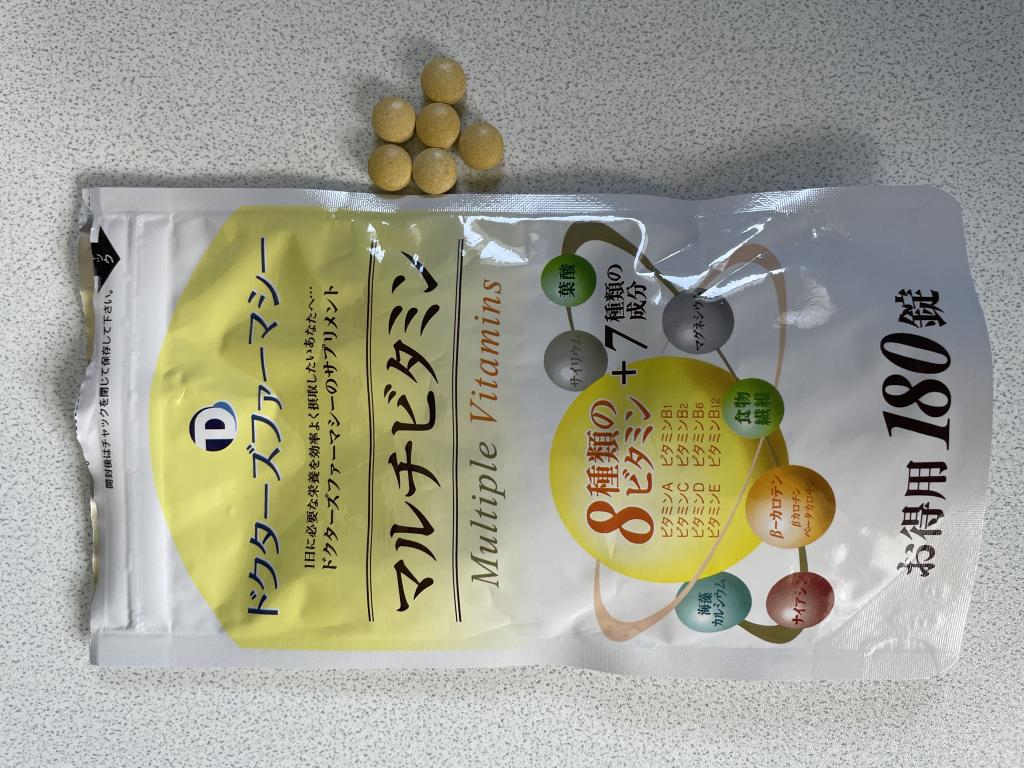 開封後はチャックを閉じて保存して下さい。
D
ドクターズファーマシー
1日に必要な栄養を効率よく摂取したいあなたへ…
ドクターズファーマシーのサプリメント
マルチビタミン
Multiple Vitamins
8種類の
ビタミン
+7種類の
成分
ビタミンA ビタミンB1
ビタミンC ビタミンB2
ビタミンD ビタミンB6
ビタミンE ビタミンB12
サイリウム
葉酸
マグネシウム
食物
繊維
β-カロテン
海藻
カルシウム
ナイアシン
お得用180錠